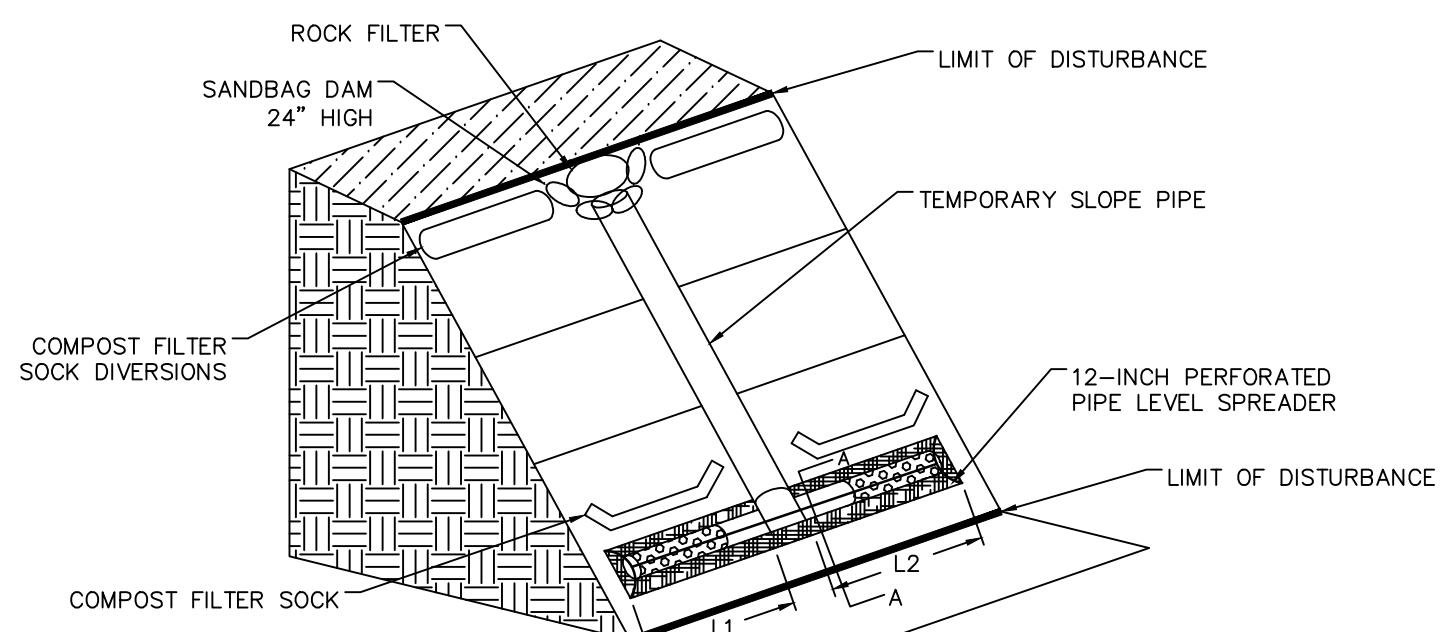 ROCK FILTER
LIMIT OF DISTURBANCE
SANDBAG DAM
24” HIGH
TEMPORARY SLOPE PIPE
COMPOST FILTER
SOCK DIVERSIONS
12–INCH PERFORATED
PIPE LEVEL SPREADER
A
LIMIT OF DISTURBANCE
L2
COMPOST FILTER SOCK
A
L1